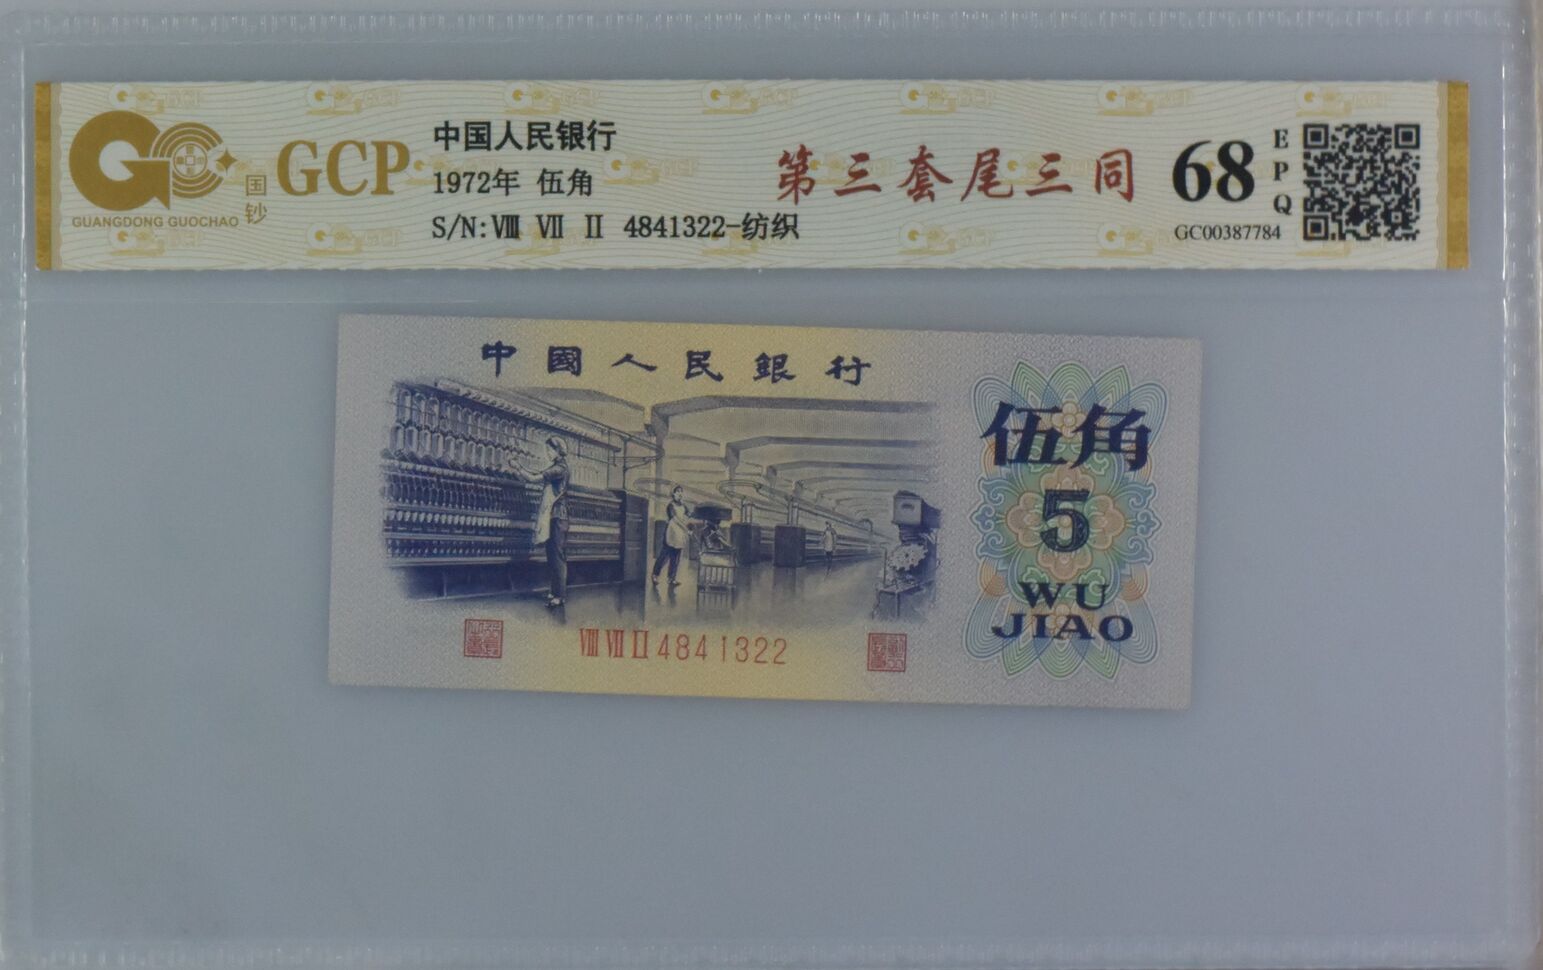 GUANGDONG GUOCHAO
国钞
GCP
中国人民银行
1972年 伍角
S/N:Ⅷ Ⅶ Ⅱ 4841322-纺织
第三套尾三同
68
EPQ
GC00387784
中國人民銀行
伍角
5
WU
JIAO
Ⅷ Ⅶ Ⅱ 4841322